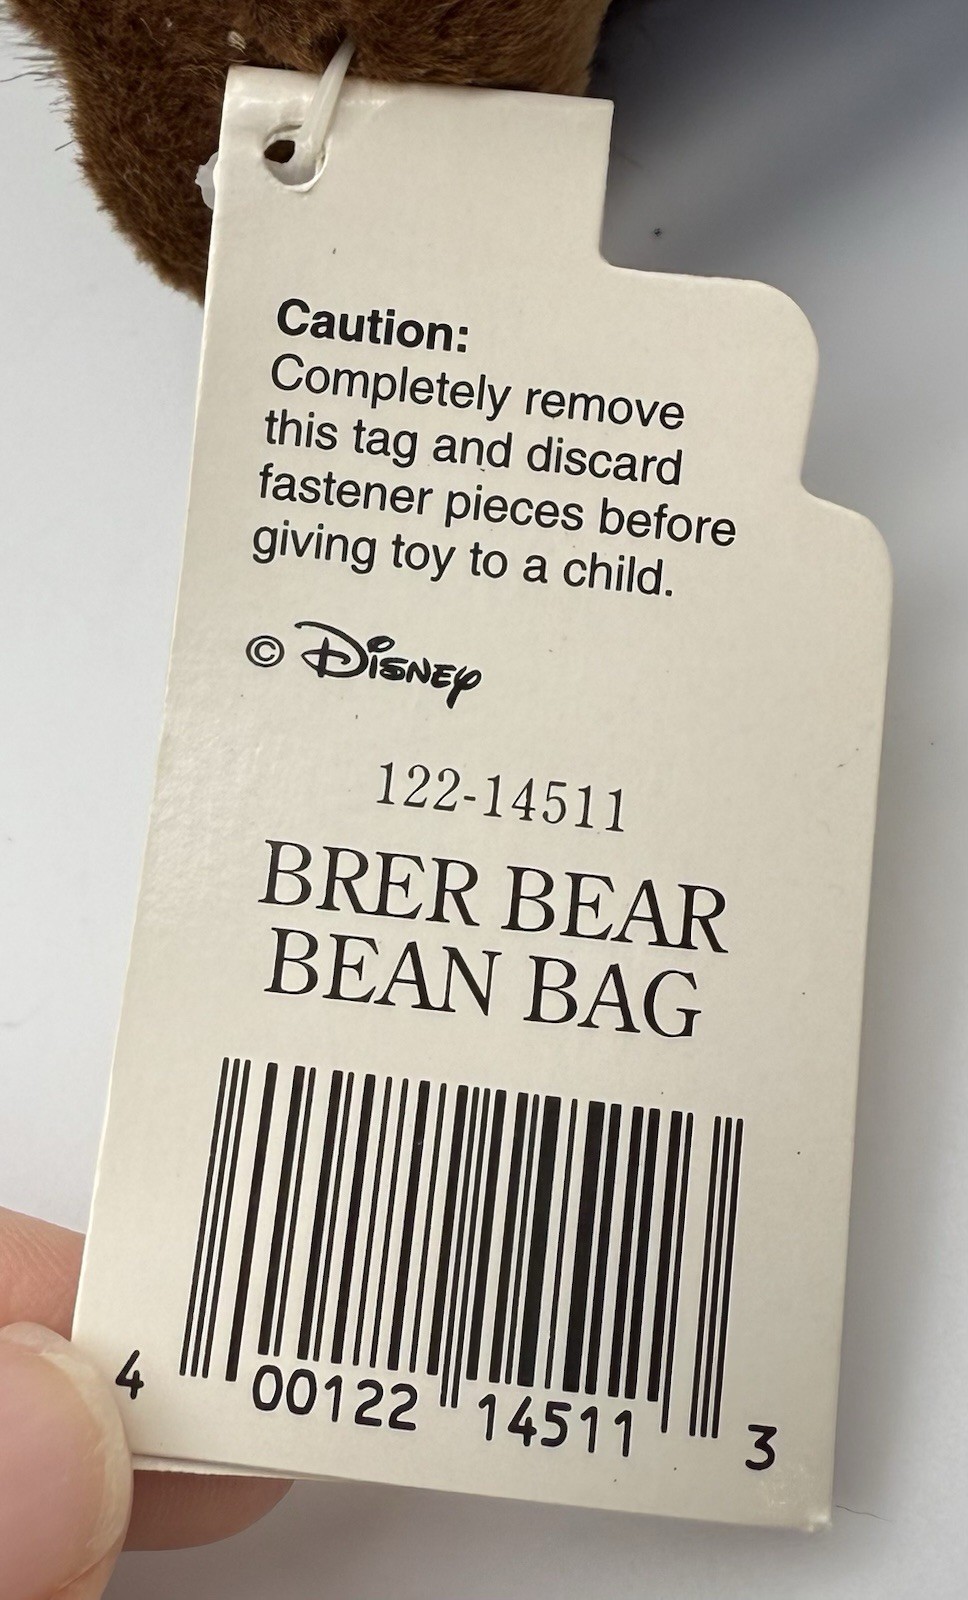 Caution:
Completely remove
this tag and discard
fastener pieces before
giving toy to a child.
© Disney
122-14511
BRER BEAR
BEAN BAG
4 00122 14511 3